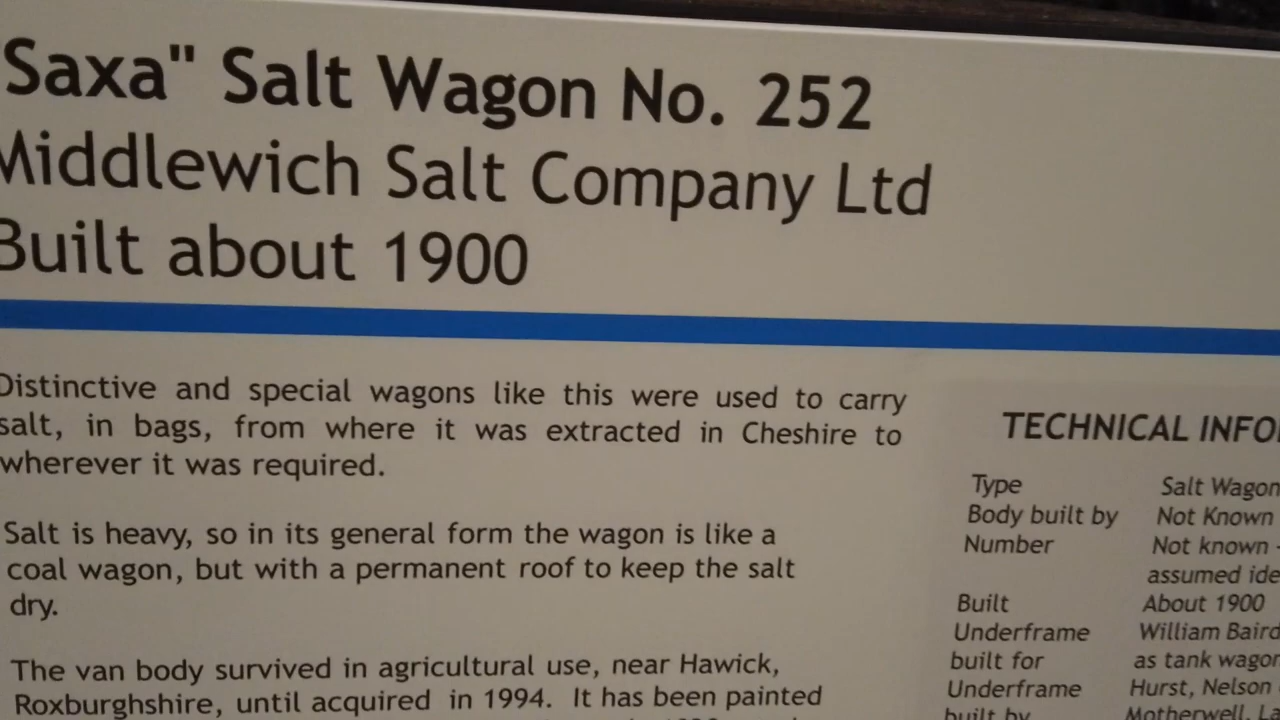 Saxa" Salt Wagon No. 252
Middlewich Salt Company Ltd
Built about 1900
Distinctive and special wagons like this were used to carry
salt, in bags, from where it was extracted in Cheshire to
wherever it was required.
Salt is heavy, so in its general form the wagon is like a
coal wagon, but with a permanent roof to keep the salt
dry.
The van body survived in agricultural use, near Hawick,
Roxburghshire, until acquired in 1994. It has been painted
TECHNICAL INFO
Type Salt Wagon
Body built by Not Known
Number Not known -
assumed ide
Built About 1900
Underframe William Baird
built for as tank wagon
Underframe Hurst, Nelson
built by Motherwell, La